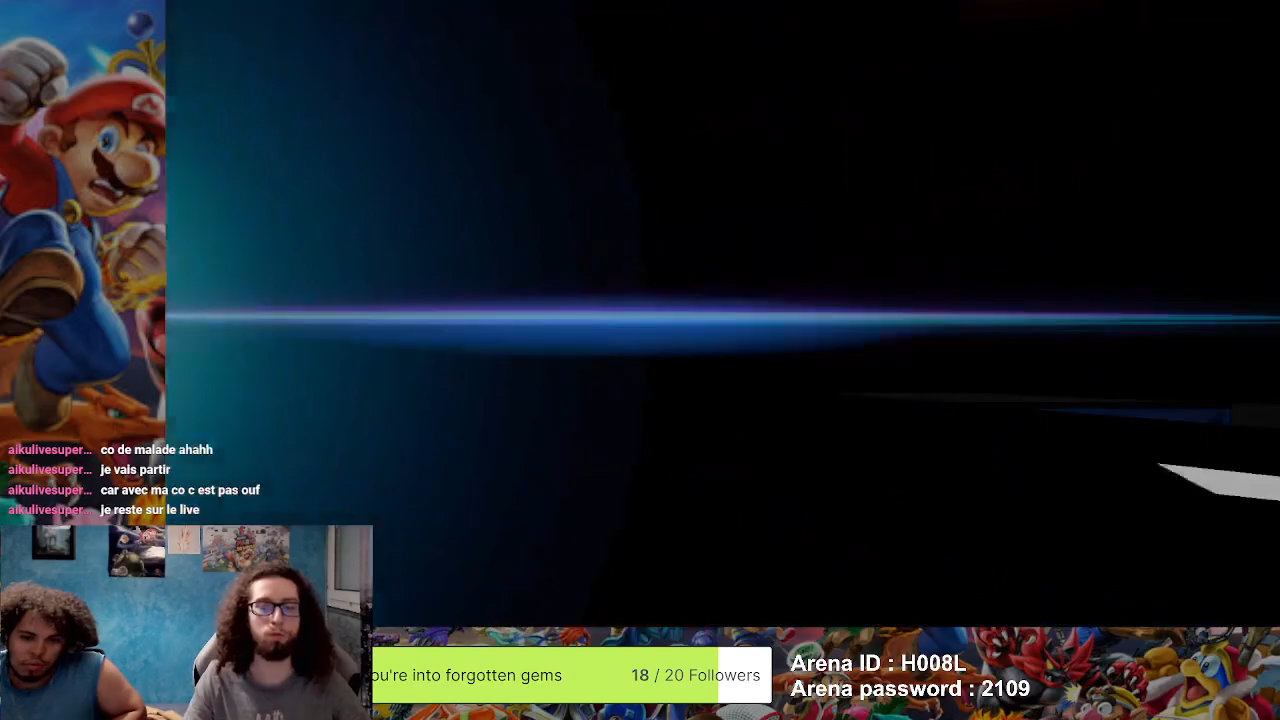 aikulivesuper... co de malade ahahh
aikulivesuper... je vais partir
aikulivesuper... car avec ma co c est pas ouf
aikulivesuper... je reste sur le live
ou're into forgotten gems 18 / 20 Followers
Arena ID : H008L
Arena password : 2109